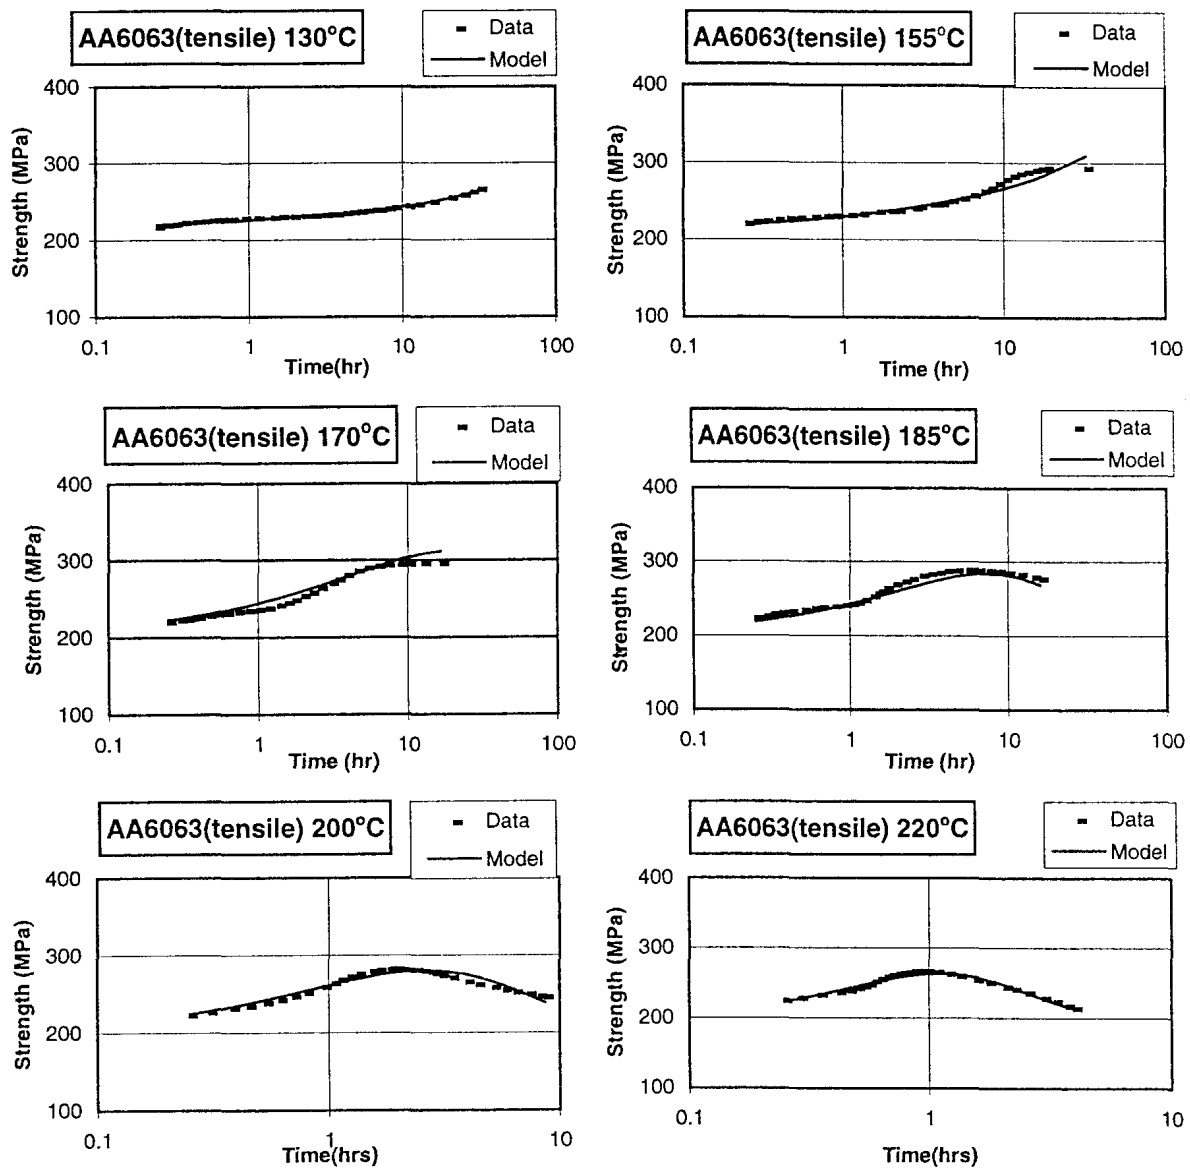 AA6063(tensile) 130°C
Data
Model
400
300
200
100
Strength (MPa)
0.1
1
10
100
Time(hr)
AA6063(tensile) 155°C
Data
Model
400
300
200
100
Strength (MPa)
0.1
1
10
100
Time (hr)
AA6063(tensile) 170°C
Data
Model
400
300
200
100
Strength (MPa)
0.1
1
10
100
Time (hr)
AA6063(tensile) 185°C
Data
Model
400
300
200
100
Strength (MPa)
0.1
1
10
100
Time (hr)
AA6063(tensile) 200°C
Data
Model
400
300
200
100
Strength (MPa)
0.1
1
10
Time(hrs)
AA6063(tensile) 220°C
Data
Model
400
300
200
100
Strength (MPa)
0.1
1
10
Time(hrs)